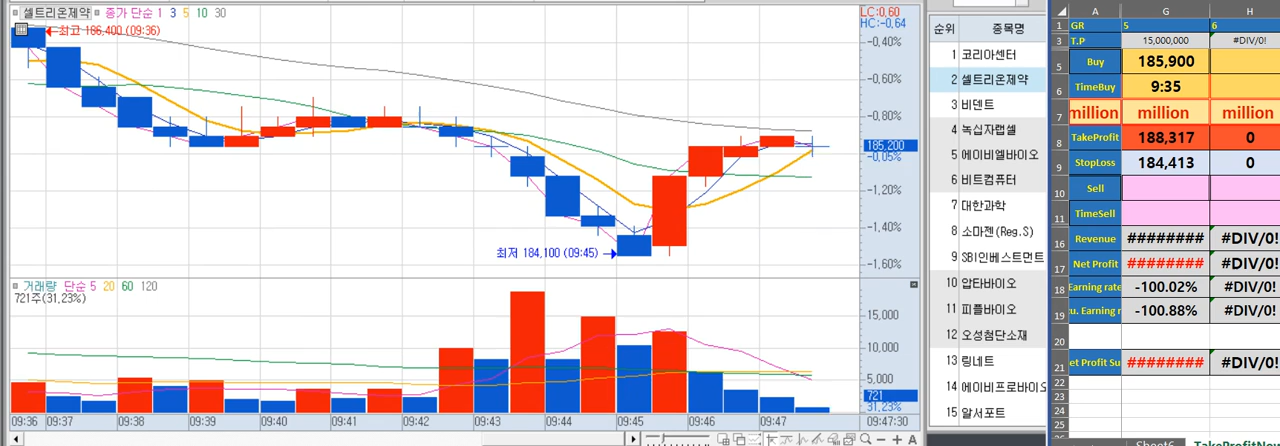 셀트리온제약 종가 단순 1 3 5 10 30
최고 186,400 (09:36)
LC:0,60
HC:-0,64
-0,40%
-0,60%
-0,80%
185,200
-0,05%
-1,20%
-1,40%
-1,60%
최저 184,100 (09:45)
거래량 단순 5 20 60 120
721주(31,23%)
15,000
10,000
5,000
721
31,23%
09:36 09:37 09:38 09:39 09:40 09:41 09:42 09:43 09:44 09:45 09:46 09:47 09:47:30
순위 종목명
1 코리아센터
2 셀트리온제약
3 비덴트
4 녹십자랩셀
5 에이비엘바이오
6 비트컴퓨터
7 대한과학
8 소마젠(Reg.S)
9 SBI인베스트먼트
10 압타바이오
11 피플바이오
12 오성첨단소재
13 링네트
14 에이비프로바이오
15 알서포트
A G H
1 GR 5 6
3 T.P 15,000,000 #DIV/0!
5 Buy 185,900
6 TimeBuy 9:35
7 million million million
8 TakeProfit 188,317 0
9 StopLoss 184,413 0
10 Sell
11 TimeSell
16 Revenue ######## #DIV/0!
17 Net Profit ######## #DIV/0!
18 Earning rate -100.02% #DIV/0!
19 u. Earning r -100.88% #DIV/0!
20
21 et Profit Su ######## #DIV/0!
22
23
24
25
Sheet6 TakeProfitNow